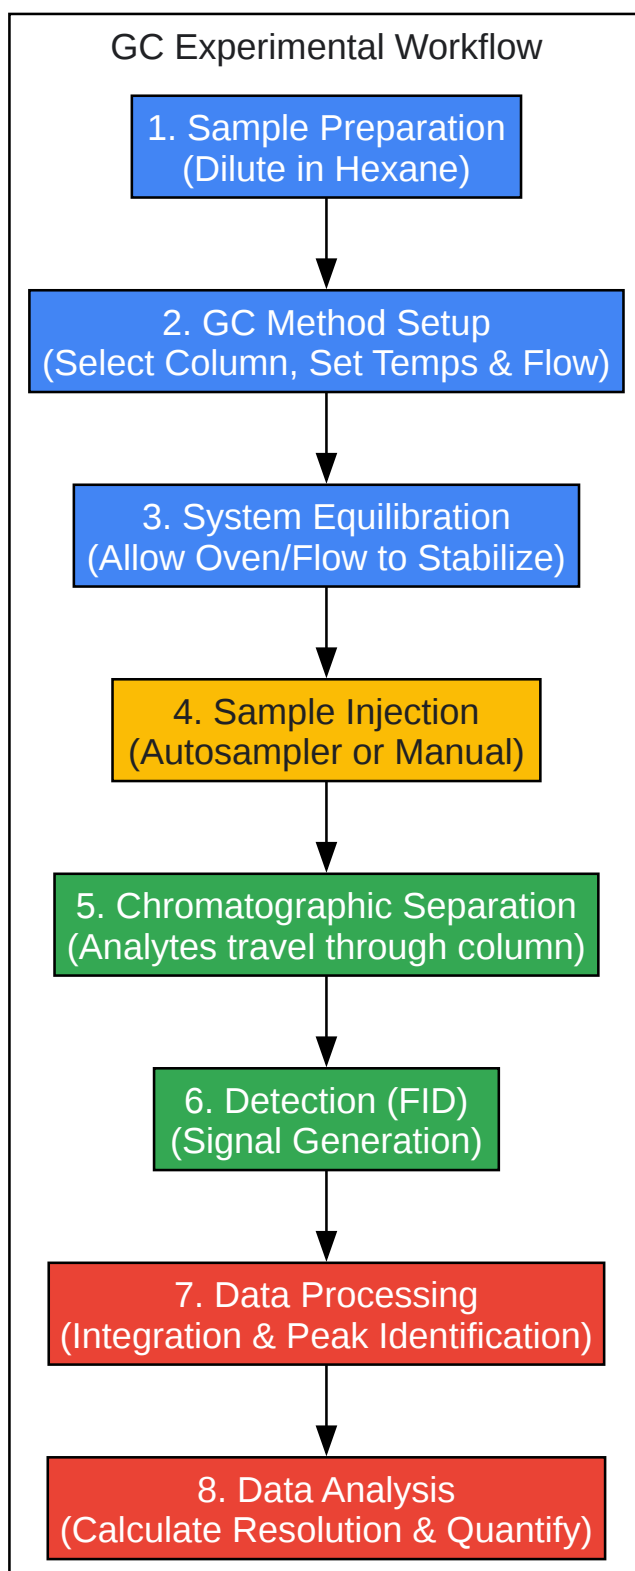 GC Experimental Workflow
1. Sample Preparation
(Dilute in Hexane)
2. GC Method Setup
(Select Column, Set Temps & Flow)
3. System Equilibration
(Allow Oven/Flow to Stabilize)
4. Sample Injection
(Autosampler or Manual)
5. Chromatographic Separation
(Analytes travel through column)
6. Detection (FID)
(Signal Generation)
7. Data Processing
(Integration & Peak Identification)
8. Data Analysis
(Calculate Resolution & Quantify)